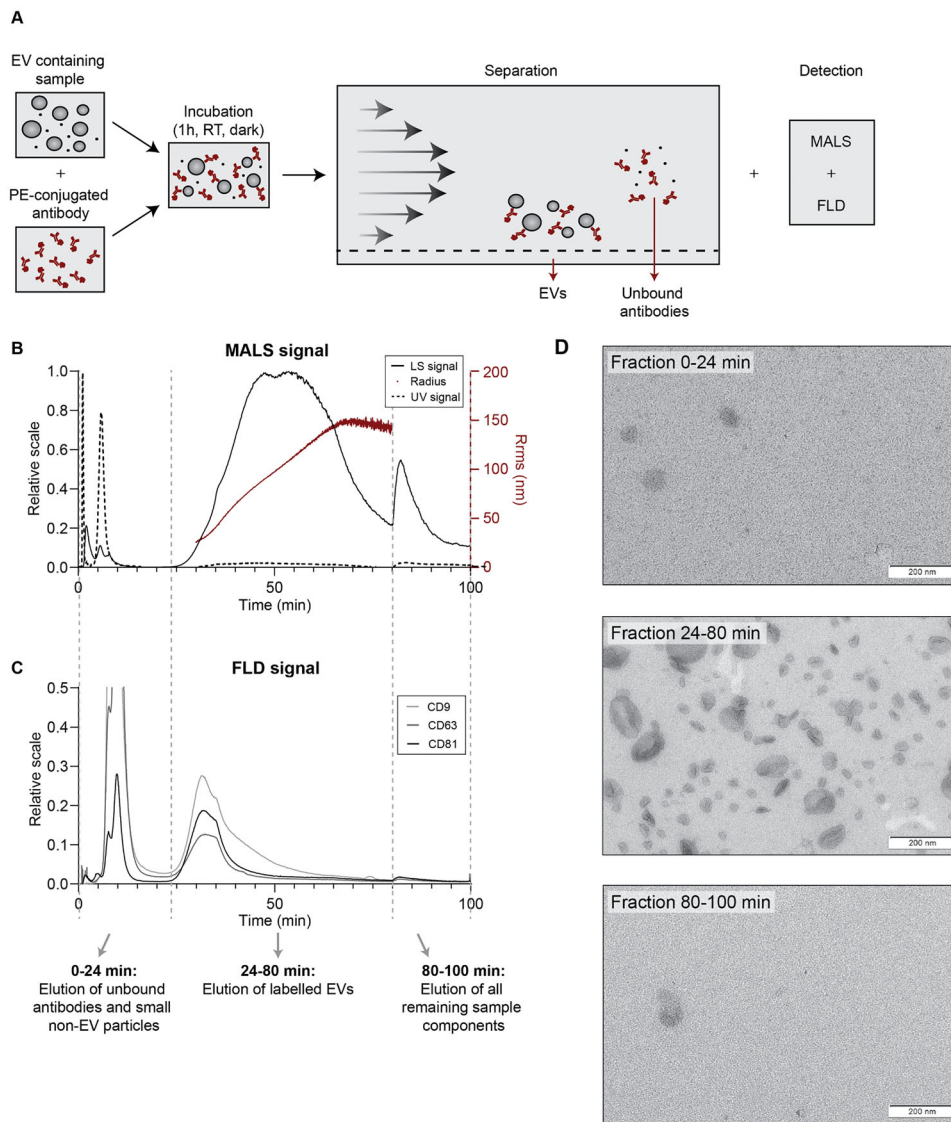 A
EV containing
sample
+
PE-conjugated
antibody
Incubation
(1h, RT, dark)
Separation
EVs
Unbound
antibodies
+
Detection
MALS
+
FLD
B
MALS signal
LS signal
Radius
UV signal
Relative scale
1.0
0.8
0.6
0.4
0.2
0.0
200
150
100
50
0
Rrms (nm)
0
50
100
Time (min)
C
FLD signal
CD9
CD63
CD81
Relative scale
0.5
0.4
0.3
0.2
0.1
0.0
0
50
100
Time (min)
0-24 min:
Elution of unbound
antibodies and small
non-EV particles
24-80 min:
Elution of labelled EVs
80-100 min:
Elution of all
remaining sample
components
D
Fraction 0-24 min
200 nm
Fraction 24-80 min
200 nm
Fraction 80-100 min
200 nm